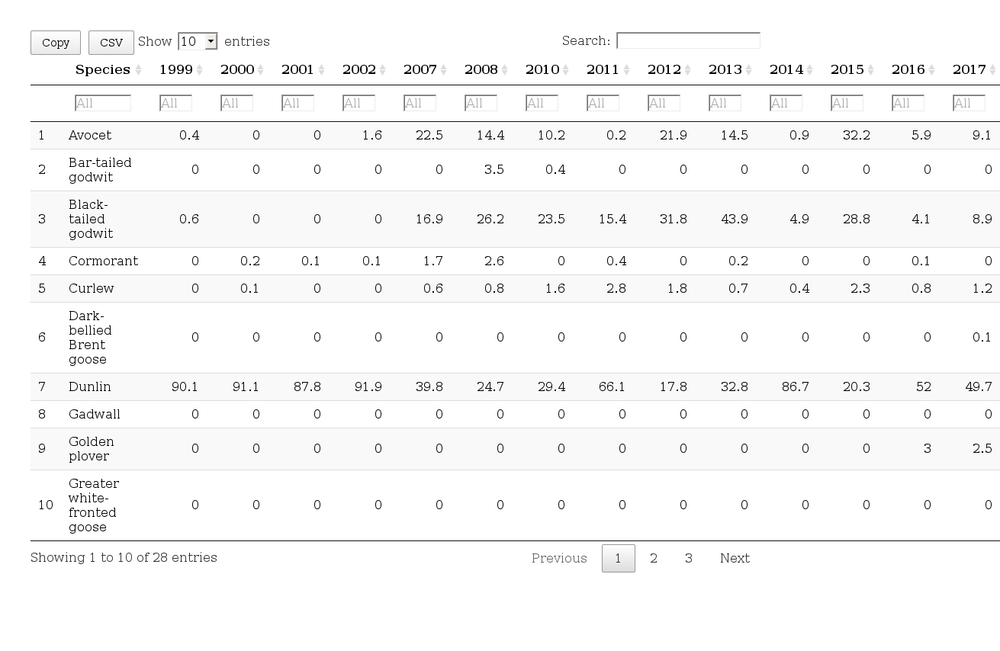 Copy CSV Show 10 entries Search:
Species 1999 2000 2001 2002 2007 2008 2010 2011 2012 2013 2014 2015 2016 2017
All All All All All All All All All All All All All All All
1 Avocet 0.4 0 0 1.6 22.5 14.4 10.2 0.2 21.9 14.5 0.9 32.2 5.9 9.1
Bar-tailed
2 0 0 0 0 0 3.5 0.4 0 0 0 0 0 0 0
godwit
Black-
3 tailed 0.6 0 0 0 16.9 26.2 23.5 15.4 31.8 43.9 4.9 28.8 4.1 8.9
godwit
4 Cormorant 0 0.2 0.1 0.1 1.7 2.6 0 0.4 0 0.2 0 0 0.1 0
5 Curlew 0 0.1 0 0 0.6 0.8 1.6 2.8 1.8 0.7 0.4 2.3 0.8 1.2
Dark-
bellied
6 0 0 0 0 0 0 0 0 0 0 0 0 0 0.1
Brent
goose
7 Dunlin 90.1 91.1 87.8 91.9 39.8 24.7 29.4 66.1 17.8 32.8 86.7 20.3 52 49.7
8 Gadwall 0 0 0 0 0 0 0 0 0 0 0 0 0 0
Golden
9 0 0 0 0 0 0 0 0 0 0 0 0 3 2.5
plover
Greater
white-
10 0 0 0 0 0 0 0 0 0 0 0 0 0 0
fronted
goose
Showing 1 to 10 of 28 entries Previous 1 2 3 Next